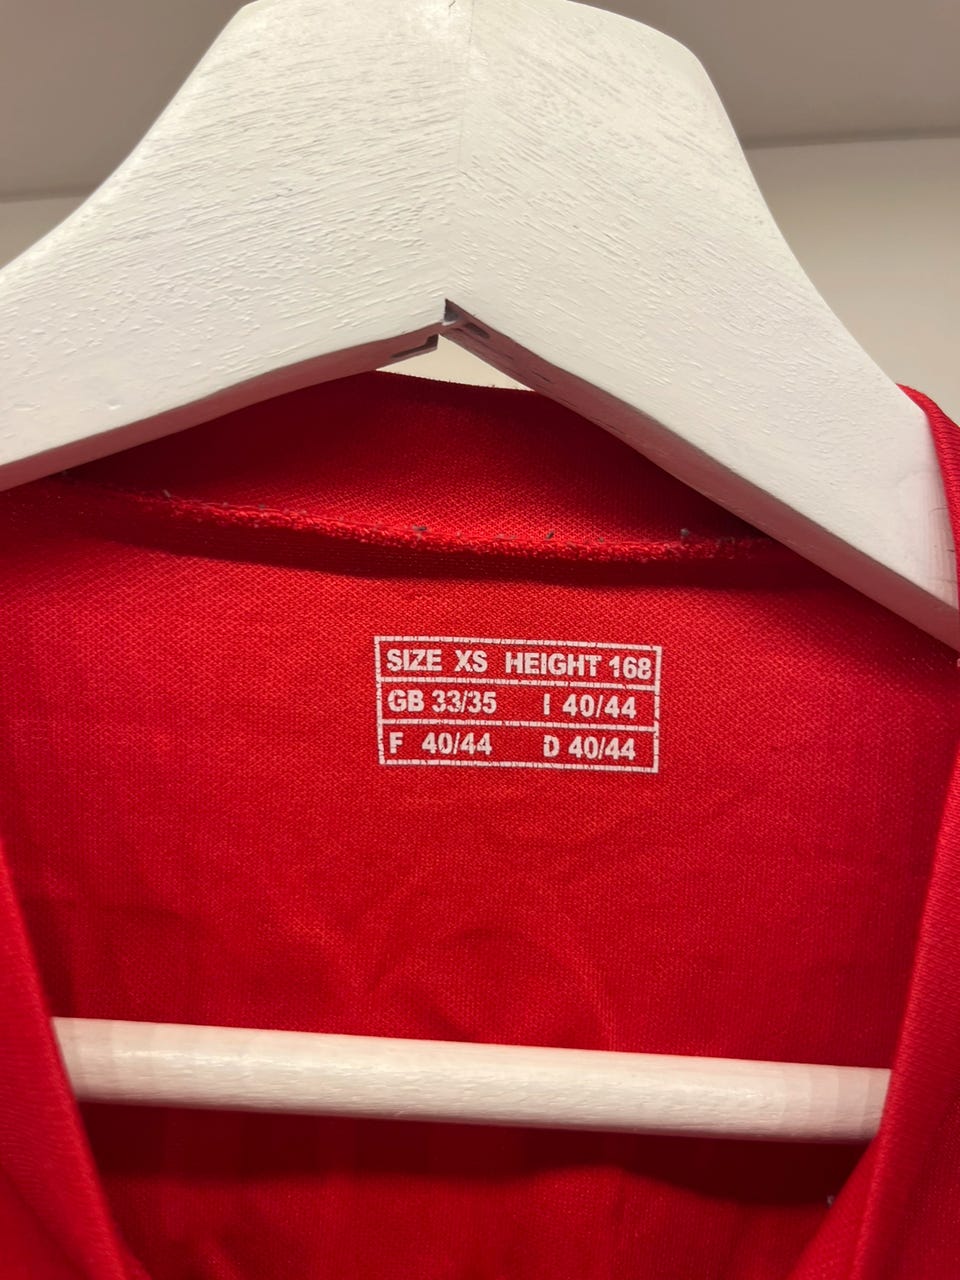 SIZE XS HEIGHT 168
GB 33/35 I 40/44
F 40/44 D 40/44